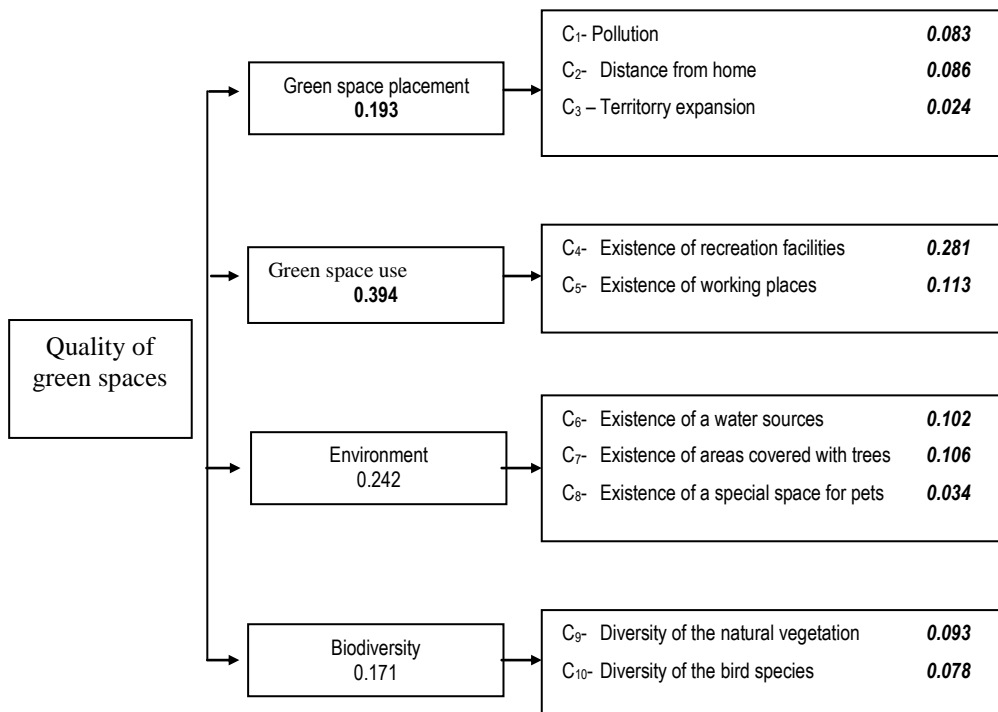 Quality of
green spaces
Green space placement
0.193
C₁- Pollution 0.083
C₂- Distance from home 0.086
C₃ – Territorry expansion 0.024
Green space use
0.394
C₄- Existence of recreation facilities 0.281
C₅- Existence of working places 0.113
Environment
0.242
C₆- Existence of a water sources 0.102
C₇- Existence of areas covered with trees 0.106
C₈- Existence of a special space for pets 0.034
Biodiversity
0.171
C₉- Diversity of the natural vegetation 0.093
C₁₀- Diversity of the bird species 0.078